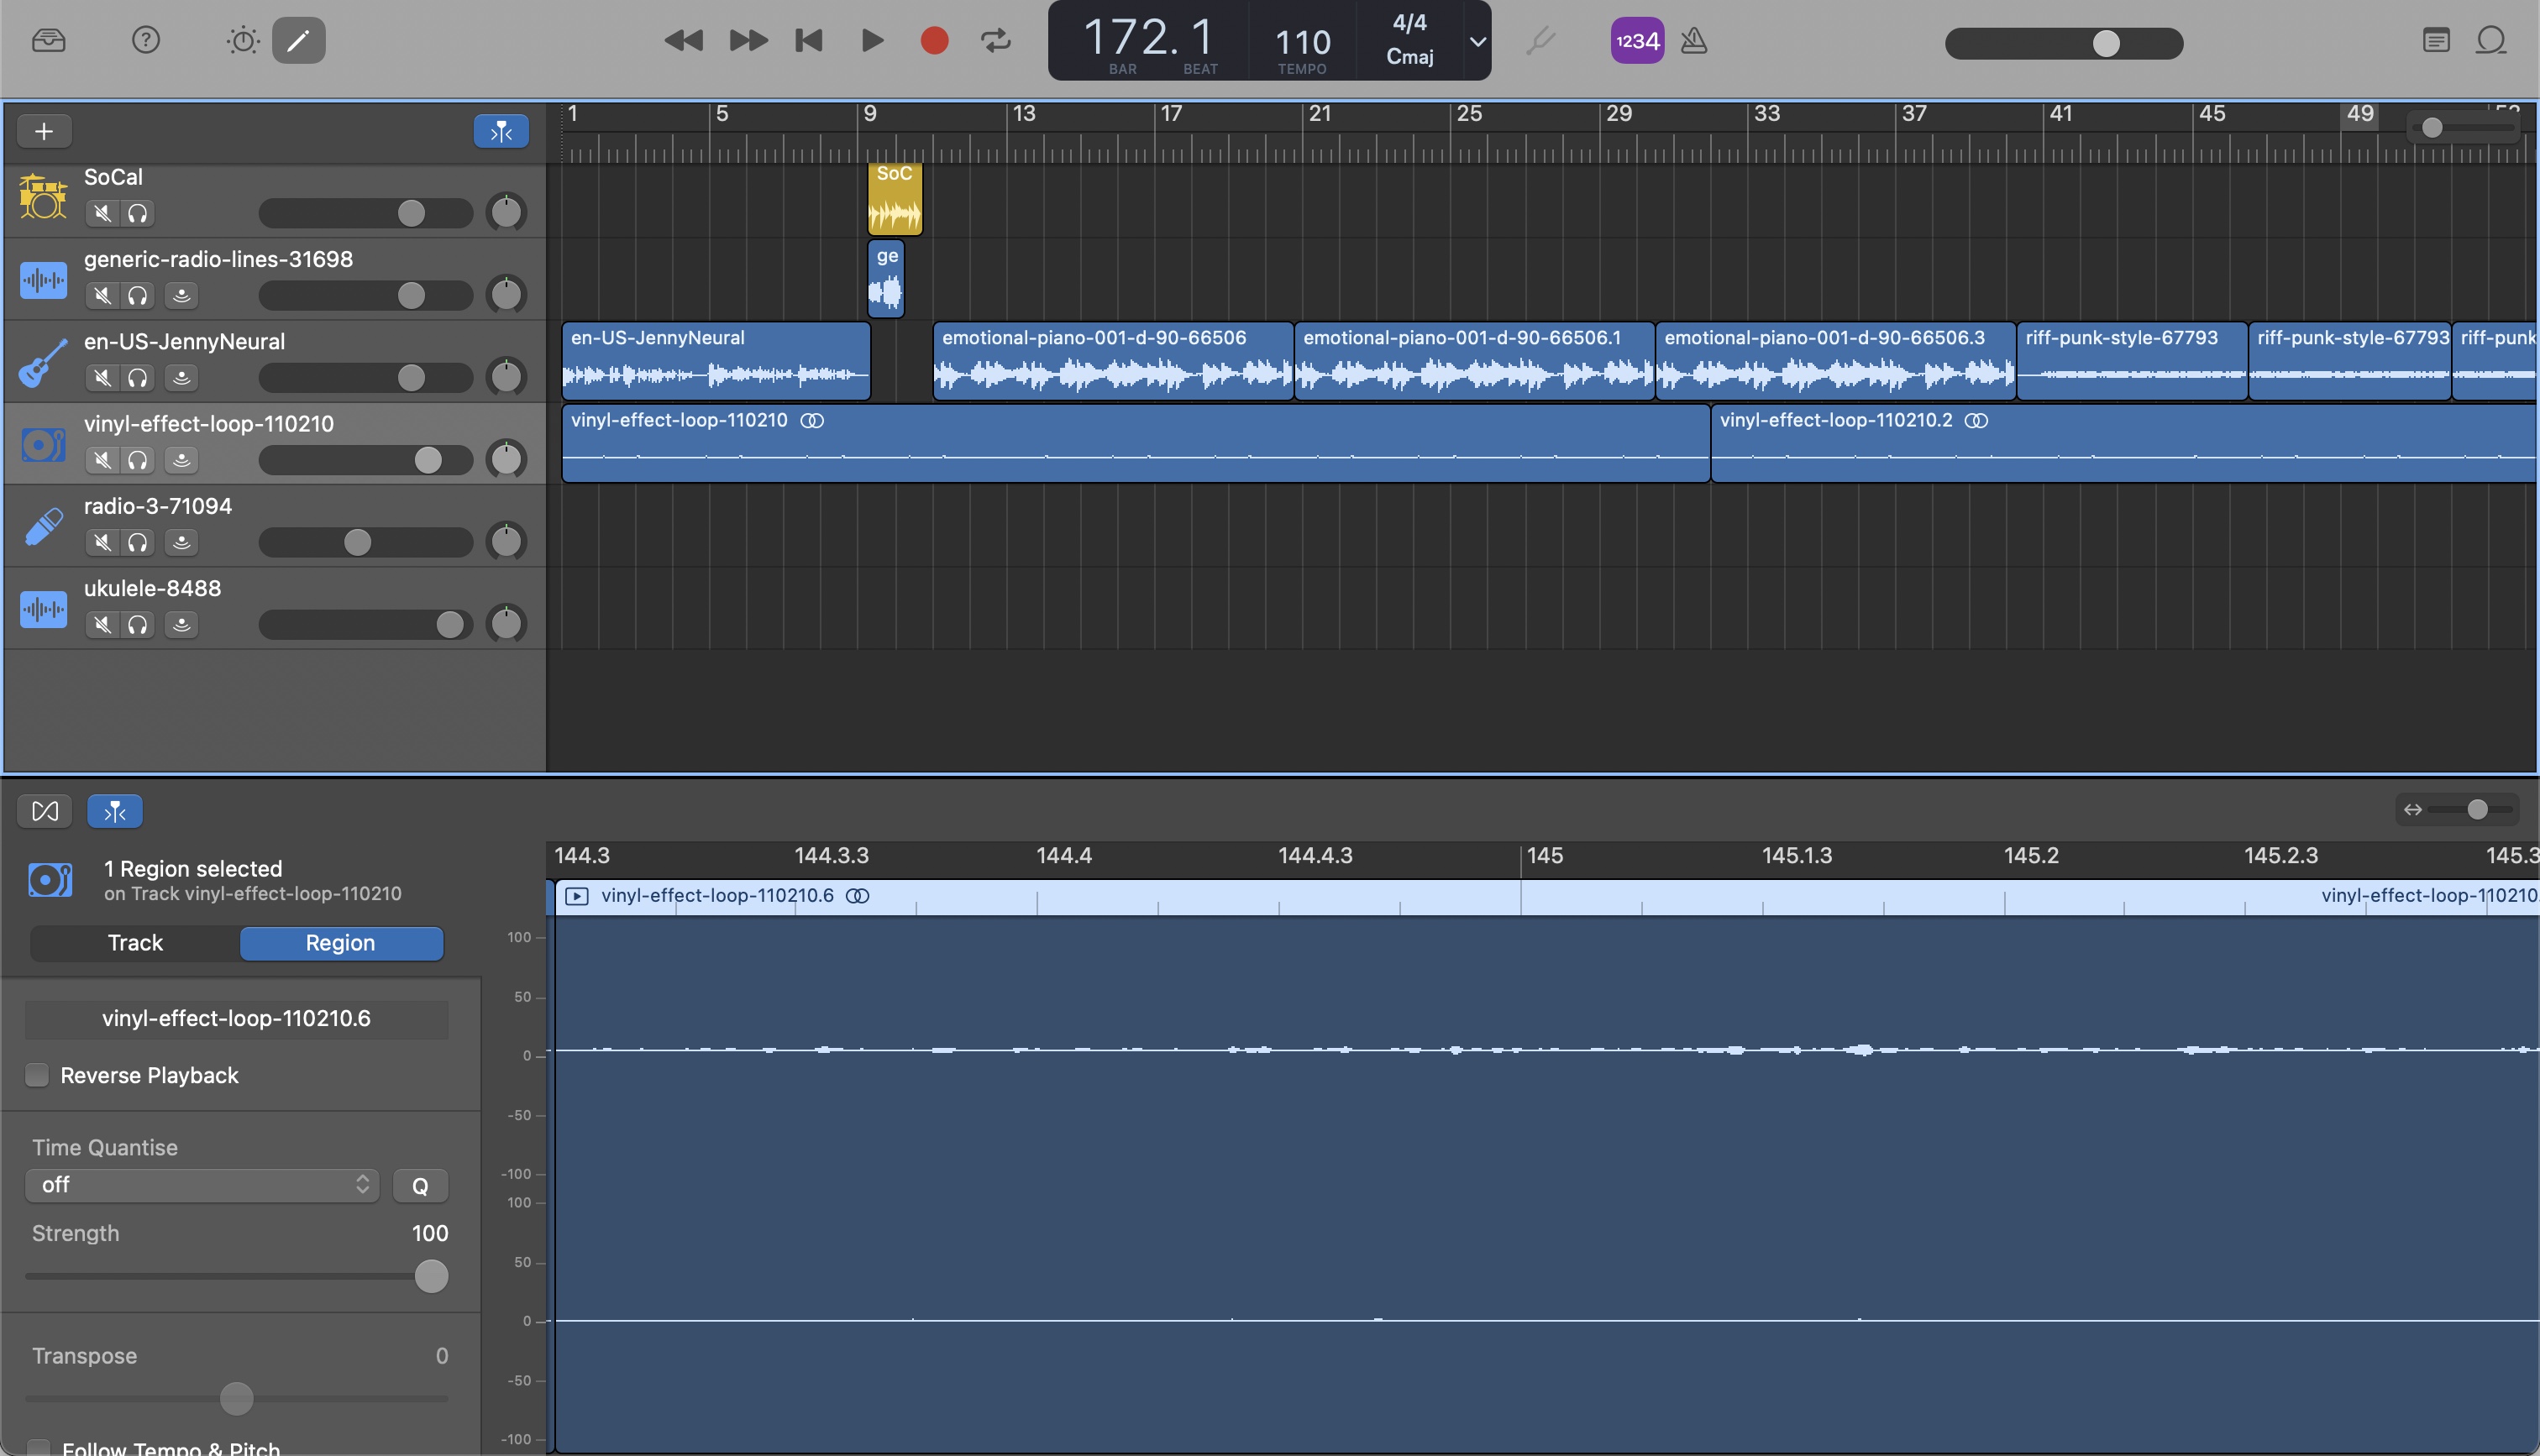 172. 1
BAR BEAT
110
TEMPO
4/4
Cmaj
1234
1 5 9 13 17 21 25 29 33 37 41 45 49
SoCal
SoC
generic-radio-lines-31698
ge
en-US-JennyNeural
en-US-JennyNeural
emotional-piano-001-d-90-66506
emotional-piano-001-d-90-66506.1
emotional-piano-001-d-90-66506.3
riff-punk-style-67793
riff-punk-style-67793
riff-punk
vinyl-effect-loop-110210
vinyl-effect-loop-110210
vinyl-effect-loop-110210.2
radio-3-71094
ukulele-8488
144.3 144.3.3 144.4 144.4.3 145 145.1.3 145.2 145.2.3 145.3
1 Region selected
on Track vinyl-effect-loop-110210
vinyl-effect-loop-110210.6
vinyl-effect-loop-110210.
Track Region
vinyl-effect-loop-110210.6
Reverse Playback
Time Quantise
off
Q
Strength 100
Transpose 0
Follow Tempo & Pitch
100
50
0
-50
-100
100
50
0
-50
-100